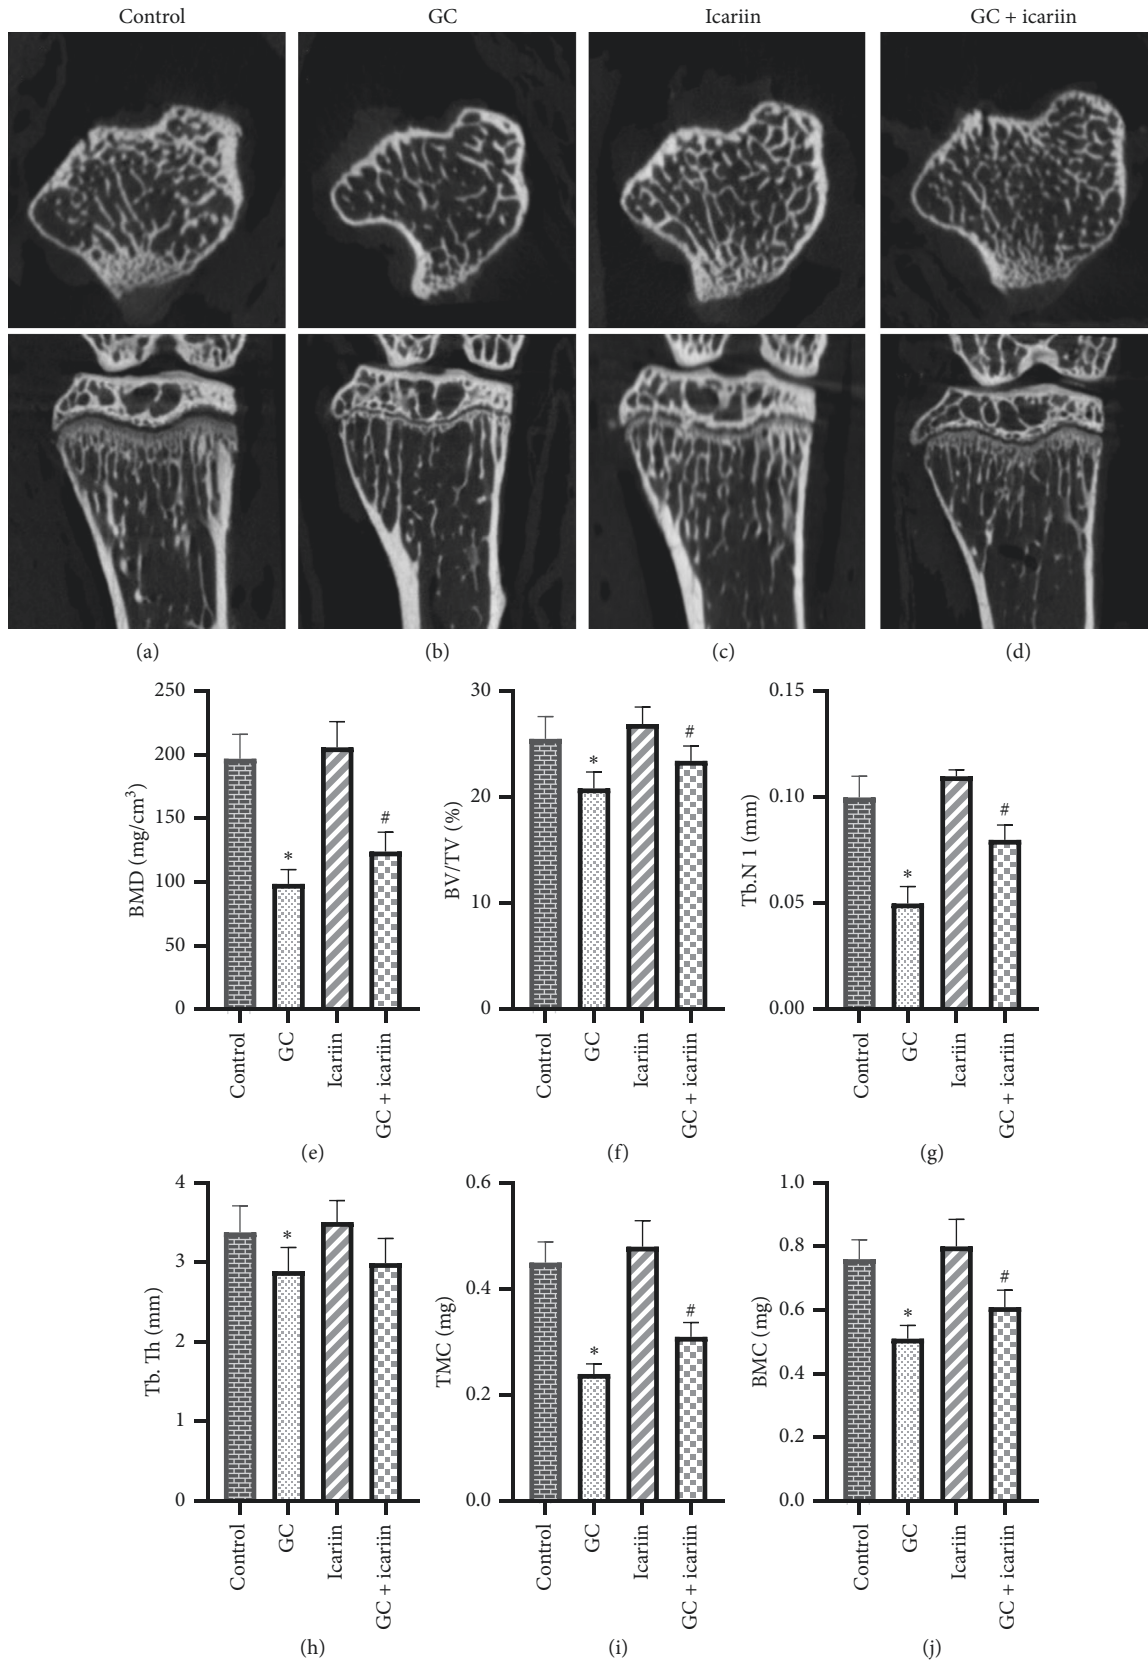 Control GC Icariin GC + icariin
(a) (b) (c) (d)
250
200
150
100
50
0
BMD (mg/cm³)
*
#
Control GC Icariin GC + icariin
(e)
30
20
10
0
BV/TV (%)
*
#
Control GC Icariin GC + icariin
(f)
0.15
0.10
0.05
0.00
Tb.N 1 (mm)
*
#
Control GC Icariin GC + icariin
(g)
4
3
2
1
0
Tb. Th (mm)
*
Control GC Icariin GC + icariin
(h)
0.6
0.4
0.2
0.0
TMC (mg)
*
#
Control GC Icariin GC + icariin
(i)
1.0
0.8
0.6
0.4
0.2
0.0
BMC (mg)
*
#
Control GC Icariin GC + icariin
(j)